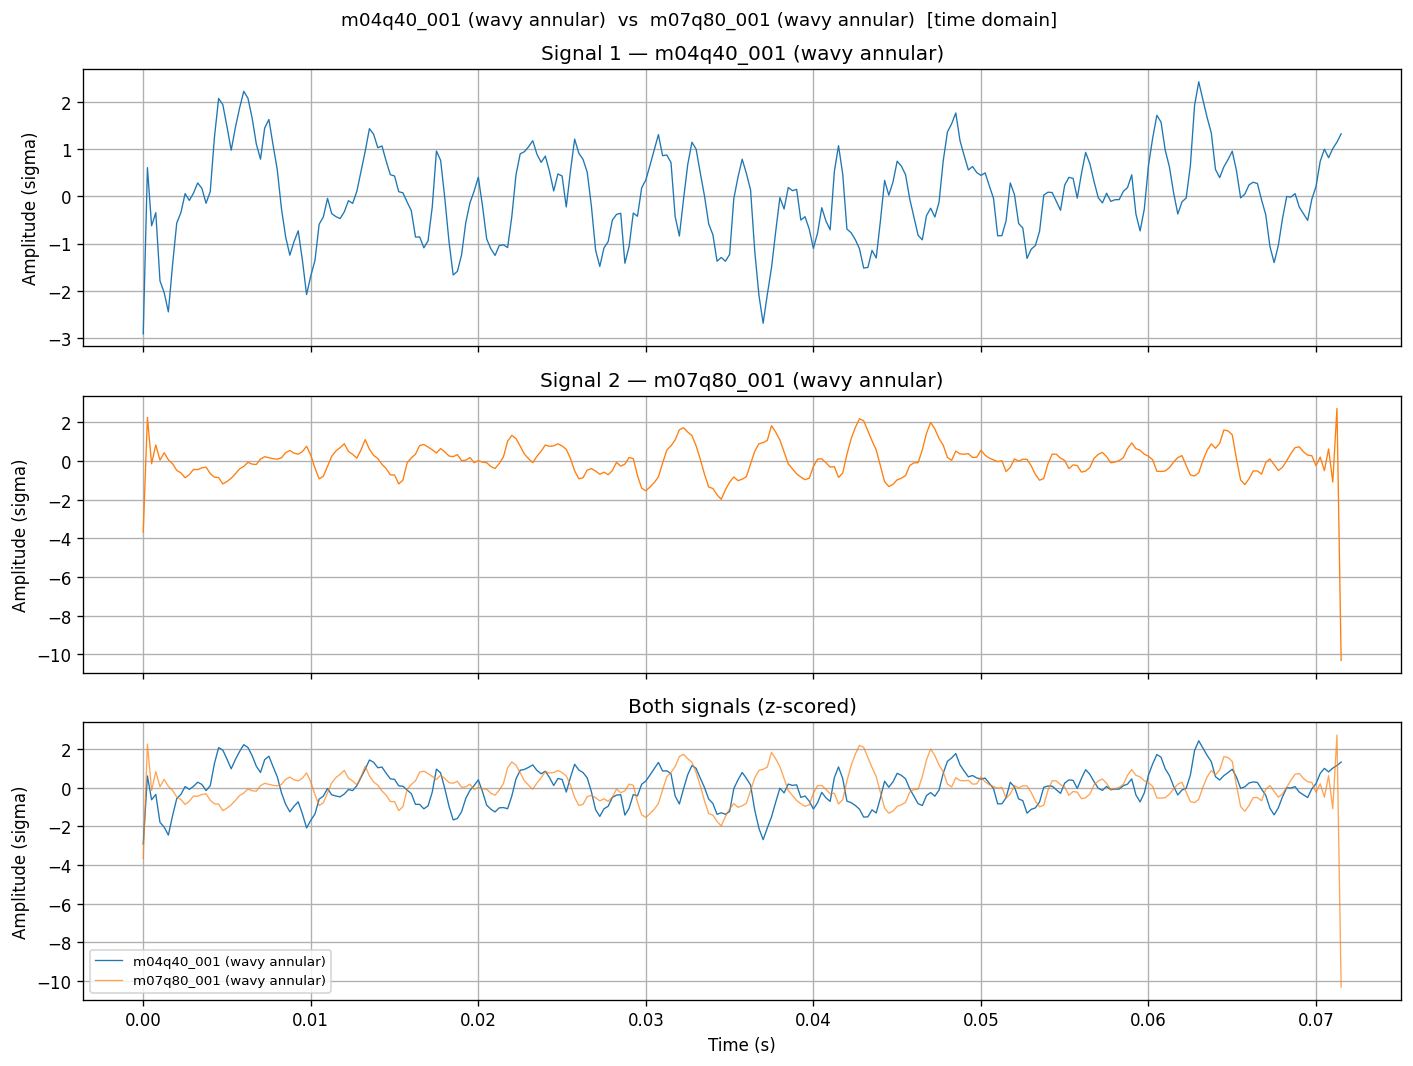 m04q40_001 (wavy annular)  vs  m07q80_001 (wavy annular)  [time domain]
Signal 1 — m04q40_001 (wavy annular)
Amplitude (sigma)
2
1
0
−1
−2
−3
Signal 2 — m07q80_001 (wavy annular)
Amplitude (sigma)
2
0
−2
−4
−6
−8
−10
Both signals (z-scored)
Amplitude (sigma)
2
0
−2
−4
−6
−8
−10
m04q40_001 (wavy annular)
m07q80_001 (wavy annular)
0.00 0.01 0.02 0.03 0.04 0.05 0.06 0.07
Time (s)